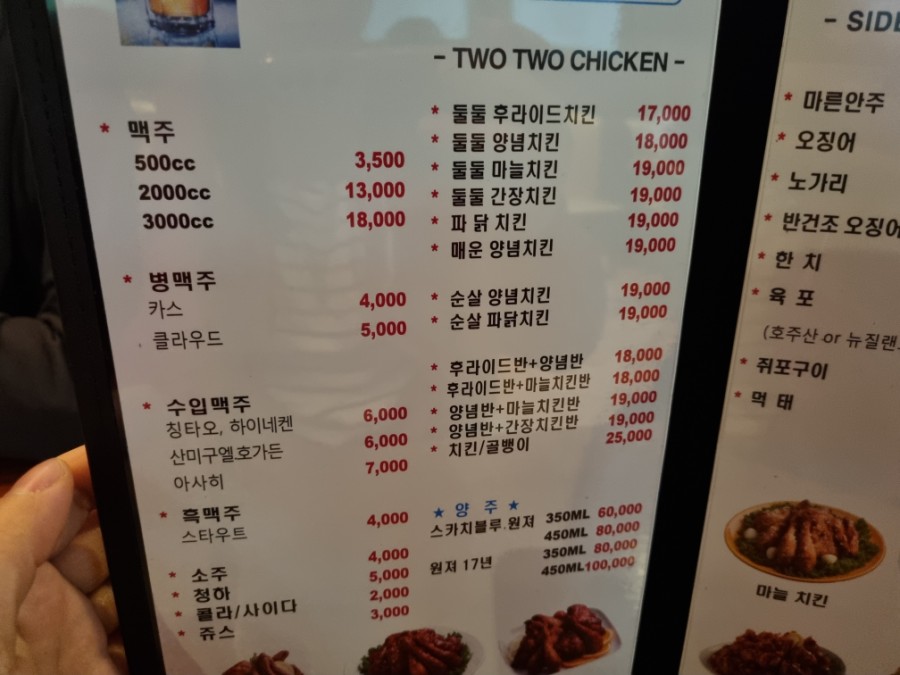 * 맥주
500cc 3,500
2000cc 13,000
3000cc 18,000
* 병맥주
카스 4,000
클라우드 5,000
* 수입맥주
칭타오, 하이네켄 6,000
산미구엘호가든 6,000
아사히 7,000
* 흑맥주
스타우트 4,000
* 소주 4,000
* 청하 5,000
* 콜라/사이다 2,000
* 쥬스 3,000
- TWO TWO CHICKEN -
* 둘둘 후라이드치킨 17,000
* 둘둘 양념치킨 18,000
* 둘둘 마늘치킨 19,000
* 둘둘 간장치킨 19,000
* 파 닭 치킨 19,000
* 매운 양념치킨 19,000
* 순살 양념치킨 19,000
* 순살 파닭치킨 19,000
* 후라이드반+양념반 18,000
* 후라이드반+마늘치킨반 18,000
* 양념반+마늘치킨반 19,000
* 양념반+간장치킨반 19,000
* 치킨/골뱅이 25,000
★ 양 주 ★
스카치블루 원져 350ML 60,000
450ML 80,000
원져 17년 350ML 80,000
450ML 100,000
- SIDE
* 마른안주
* 오징어
* 노가리
* 반건조 오징어
* 한 치
* 육 포
(호주산 or 뉴질랜
* 쥐포구이
* 먹 태
마늘 치킨